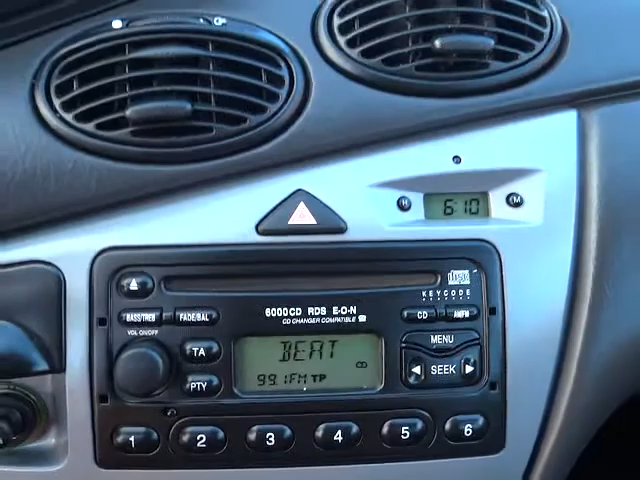 H
6:10
M
6000CD RDS E·O·N
CD CHANGER COMPATIBLE
disc
KEYCODE
BASS/TREB
FADE/BAL
CD
AM/FM
VOL ON/OFF
TA
PTY
BEAT
99.1FM TP
MENU
SEEK
1
2
3
4
5
6